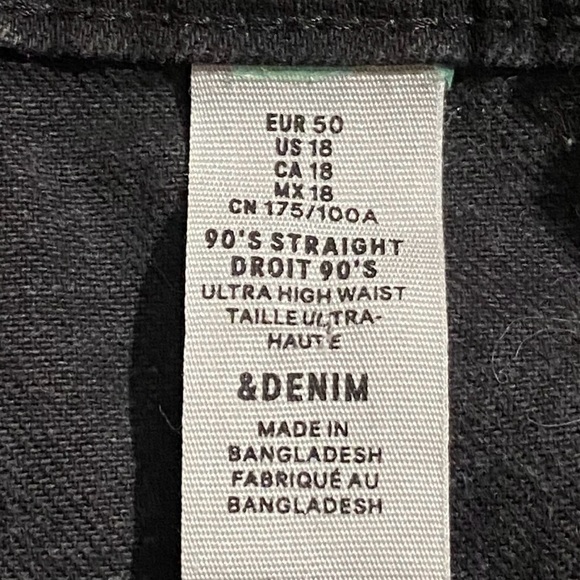 EUR 50
US 18
CA 18
MX 18
CN 175/100A
90'S STRAIGHT
DROIT 90'S
ULTRA HIGH WAIST
TAILLE ULTRA-
HAUTE
&DENIM
MADE IN
BANGLADESH
FABRIQUÉ AU
BANGLADESH